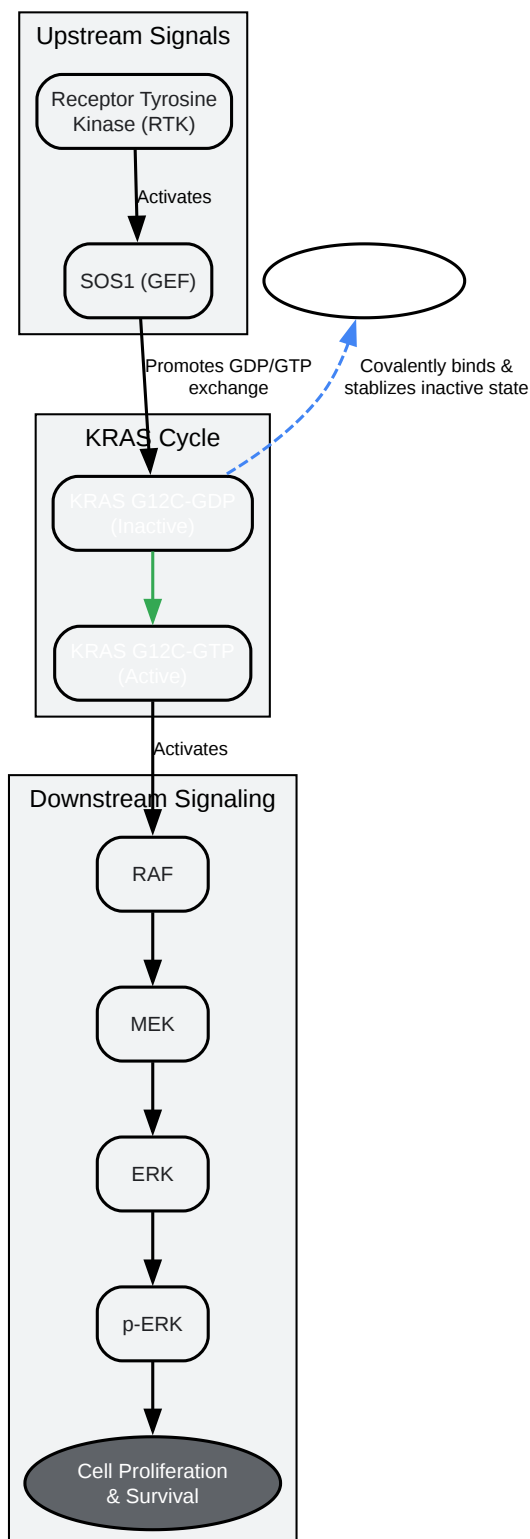 Upstream Signals
Receptor Tyrosine
Kinase (RTK)
Activates
SOS1 (GEF)
Promotes GDP/GTP
exchange
Covalently binds &
stablizes inactive state
KRAS Cycle
KRAS G12C-GDP
(Inactive)
KRAS G12C-GTP
(Active)
Activates
Downstream Signaling
RAF
MEK
ERK
p-ERK
Cell Proliferation
& Survival